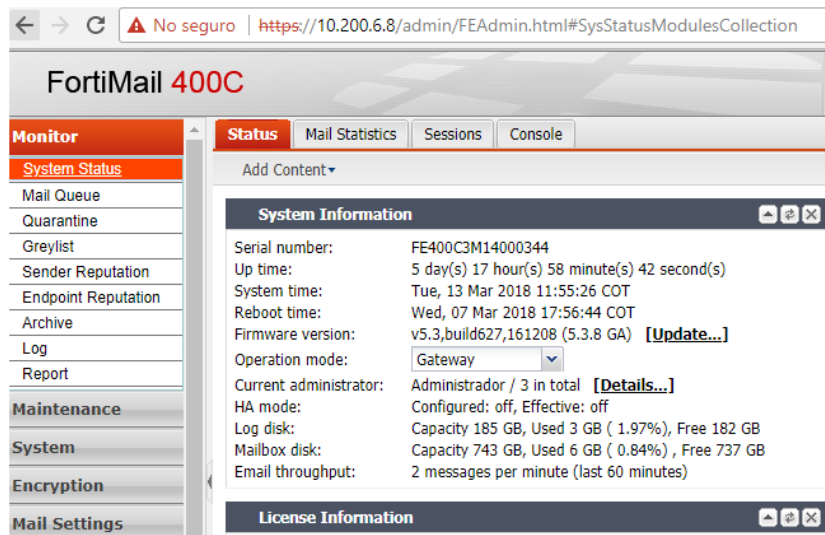 No seguro | https://10.200.6.8/admin/FEAdmin.html#SysStatusModulesCollection
FortiMail 400C
Monitor
System Status
Mail Queue
Quarantine
Greylist
Sender Reputation
Endpoint Reputation
Archive
Log
Report
Maintenance
System
Encryption
Mail Settings
Status Mail Statistics Sessions Console
Add Content
System Information
Serial number: FE400C3M14000344
Up time: 5 day(s) 17 hour(s) 58 minute(s) 42 second(s)
System time: Tue, 13 Mar 2018 11:55:26 COT
Reboot time: Wed, 07 Mar 2018 17:56:44 COT
Firmware version: v5.3,build627,161208 (5.3.8 GA) [Update...]
Operation mode: Gateway
Current administrator: Administrador / 3 in total [Details...]
HA mode: Configured: off, Effective: off
Log disk: Capacity 185 GB, Used 3 GB ( 1.97%), Free 182 GB
Mailbox disk: Capacity 743 GB, Used 6 GB ( 0.84%) , Free 737 GB
Email throughput: 2 messages per minute (last 60 minutes)
License Information